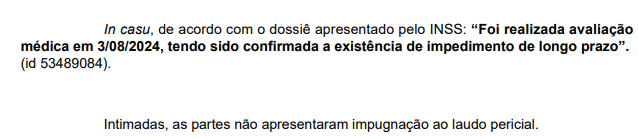 In casu, de acordo com o dossiê apresentado pelo INSS: “Foi realizada avaliação
médica em 3/08/2024, tendo sido confirmada a existência de impedimento de longo prazo”.
(id 53489084).
Intimadas, as partes não apresentaram impugnação ao laudo pericial.